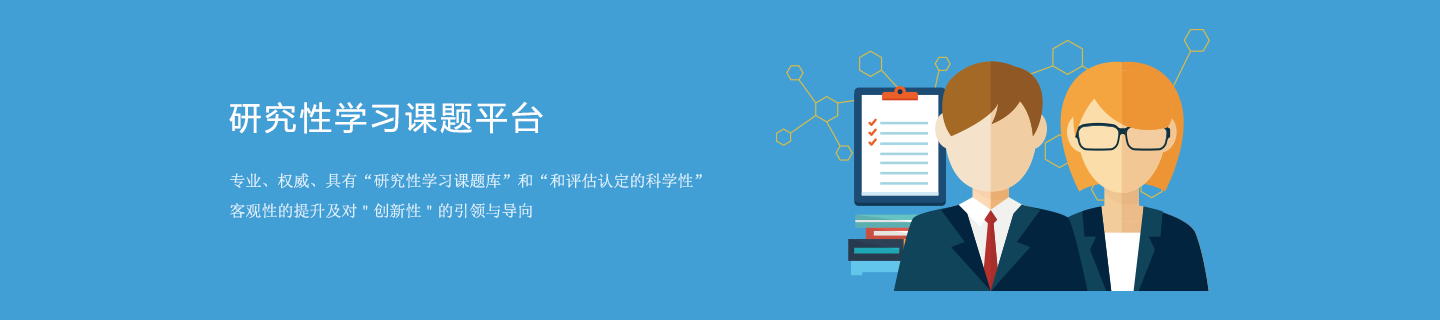 研究性学习课题平台
专业、权威、具有“研究性学习课题库”和“和评估认定的科学性”
客观性的提升及对＂创新性＂的引领与导向